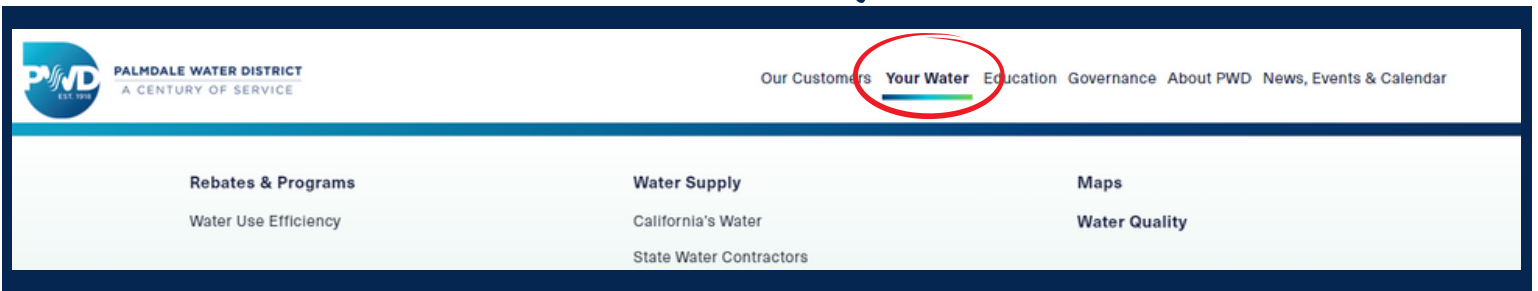 PWD
EST. 1918
PALMDALE WATER DISTRICT
A CENTURY OF SERVICE
Our Customers Your Water Education Governance About PWD News, Events & Calendar
Rebates & Programs
Water Use Efficiency
Water Supply
California's Water
State Water Contractors
Maps
Water Quality